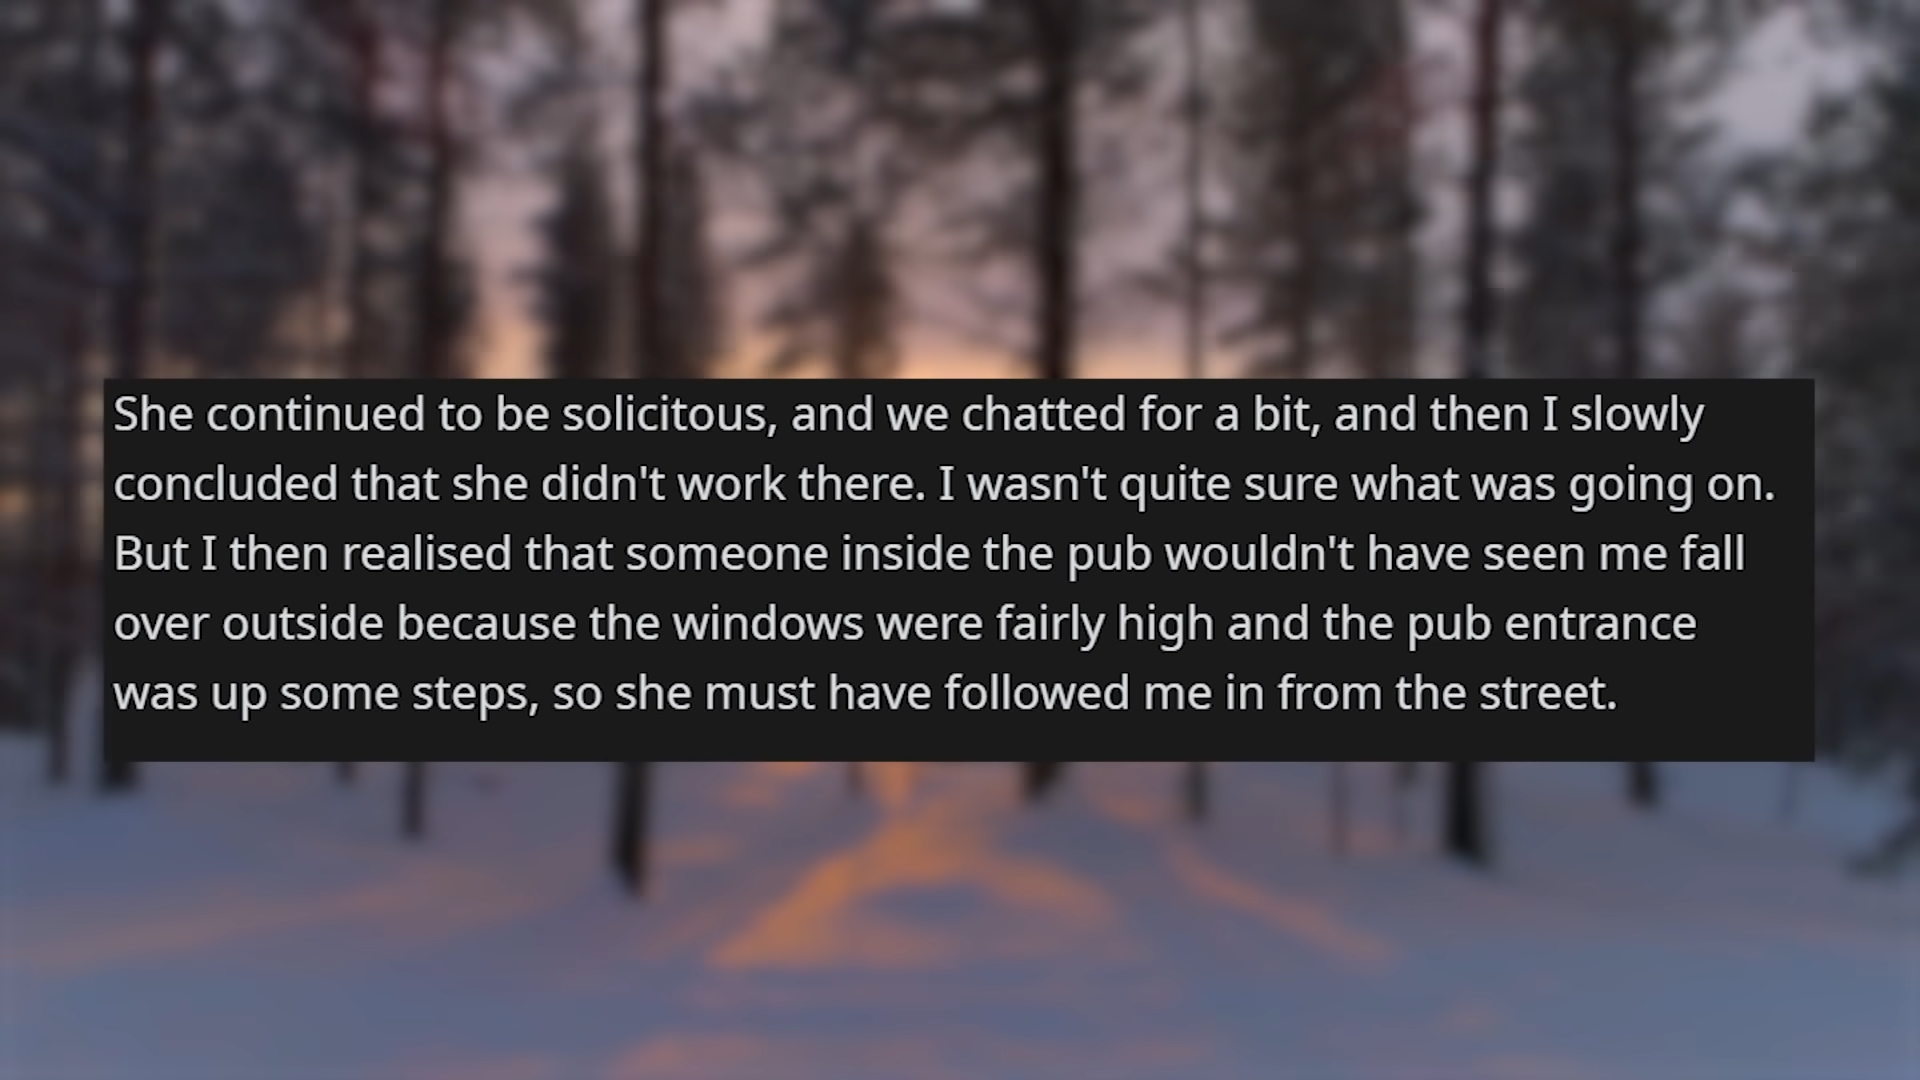 She continued to be solicitous, and we chatted for a bit, and then I slowly
concluded that she didn't work there. I wasn't quite sure what was going on.
But I then realised that someone inside the pub wouldn't have seen me fall
over outside because the windows were fairly high and the pub entrance
was up some steps, so she must have followed me in from the street.